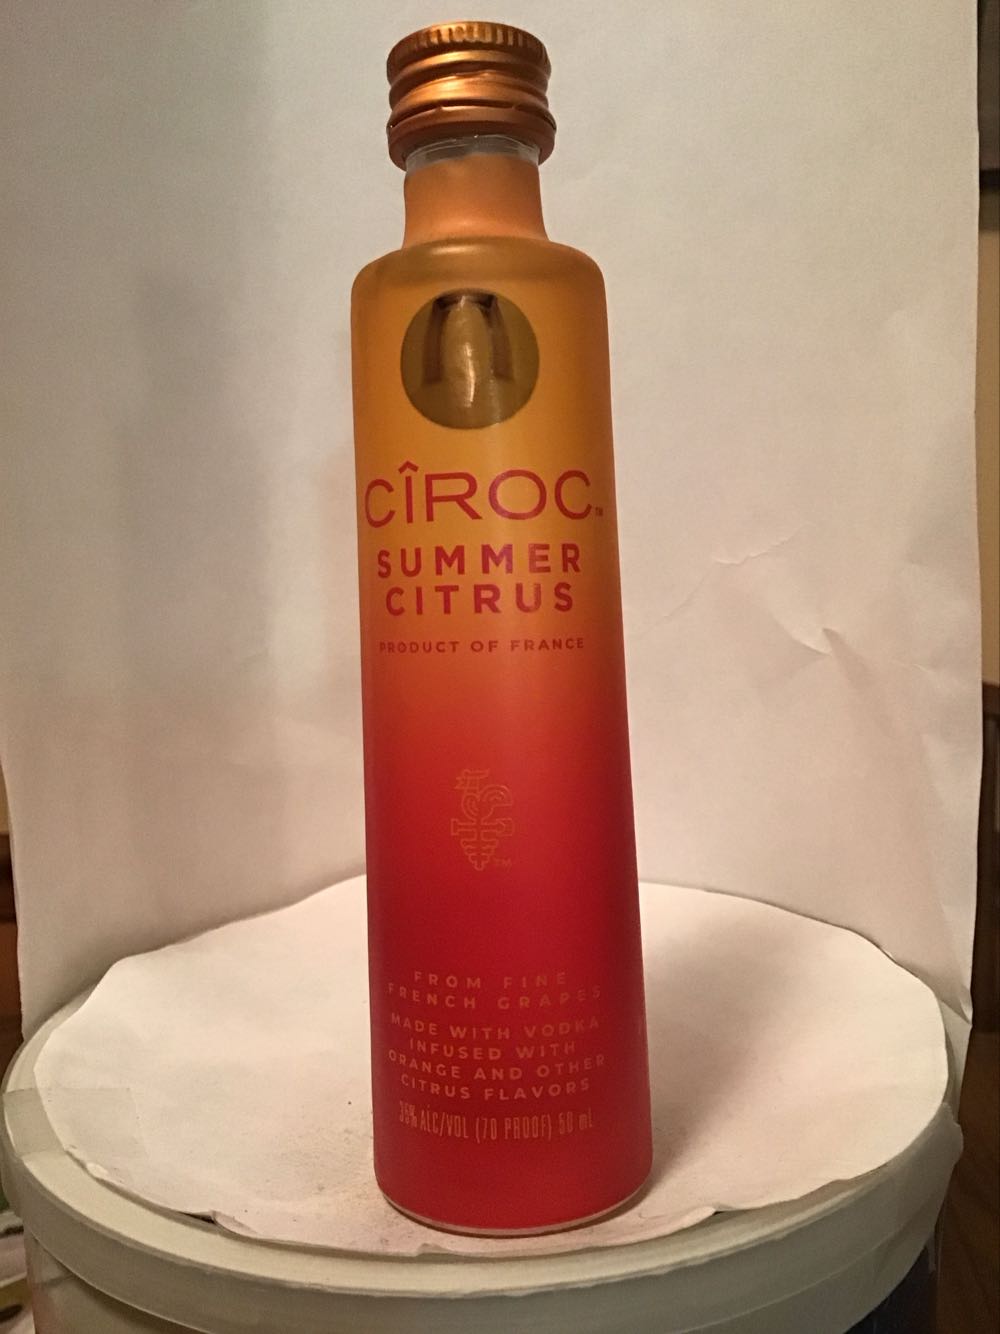 CÎROC™
SUMMER
CITRUS
PRODUCT OF FRANCE
TM
FROM FINE
FRENCH GRAPES
MADE WITH VODKA
INFUSED WITH
ORANGE AND OTHER
CITRUS FLAVORS
35% ALC/VOL (70 PROOF) 50 mL